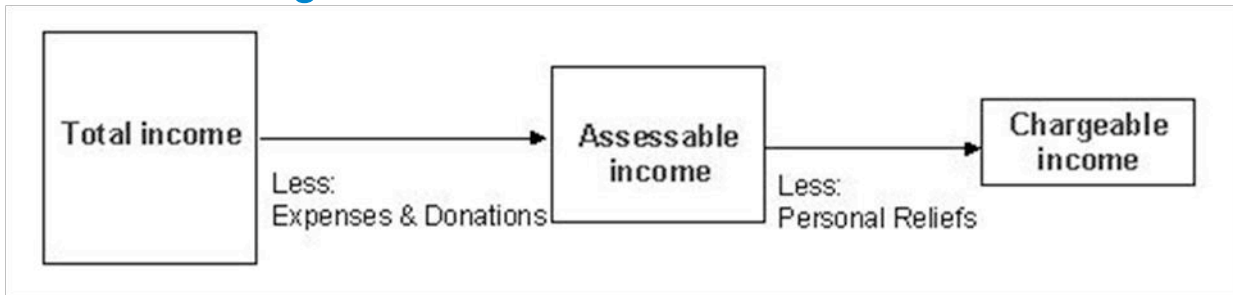 Total income
Less:
Expenses & Donations
Assessable
income
Less:
Personal Reliefs
Chargeable
income